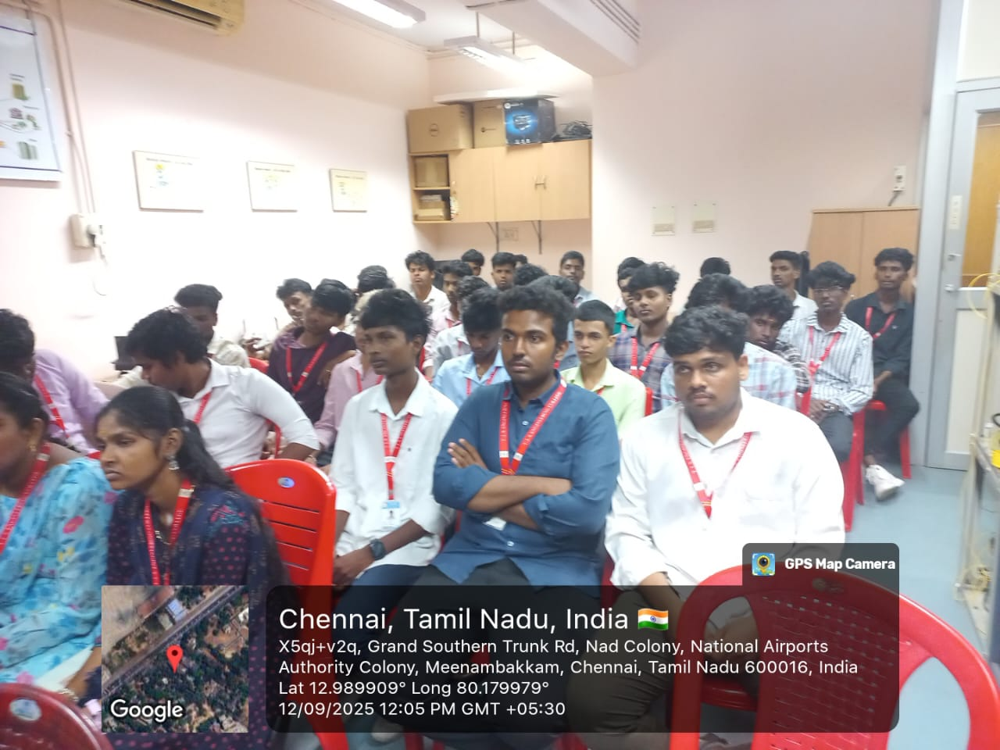 GPS Map Camera
Chennai, Tamil Nadu, India
X5qj+v2q, Grand Southern Trunk Rd, Nad Colony, National Airports
Authority Colony, Meenambakkam, Chennai, Tamil Nadu 600016, India
Lat 12.989909° Long 80.179979°
12/09/2025 12:05 PM GMT +05:30
Google